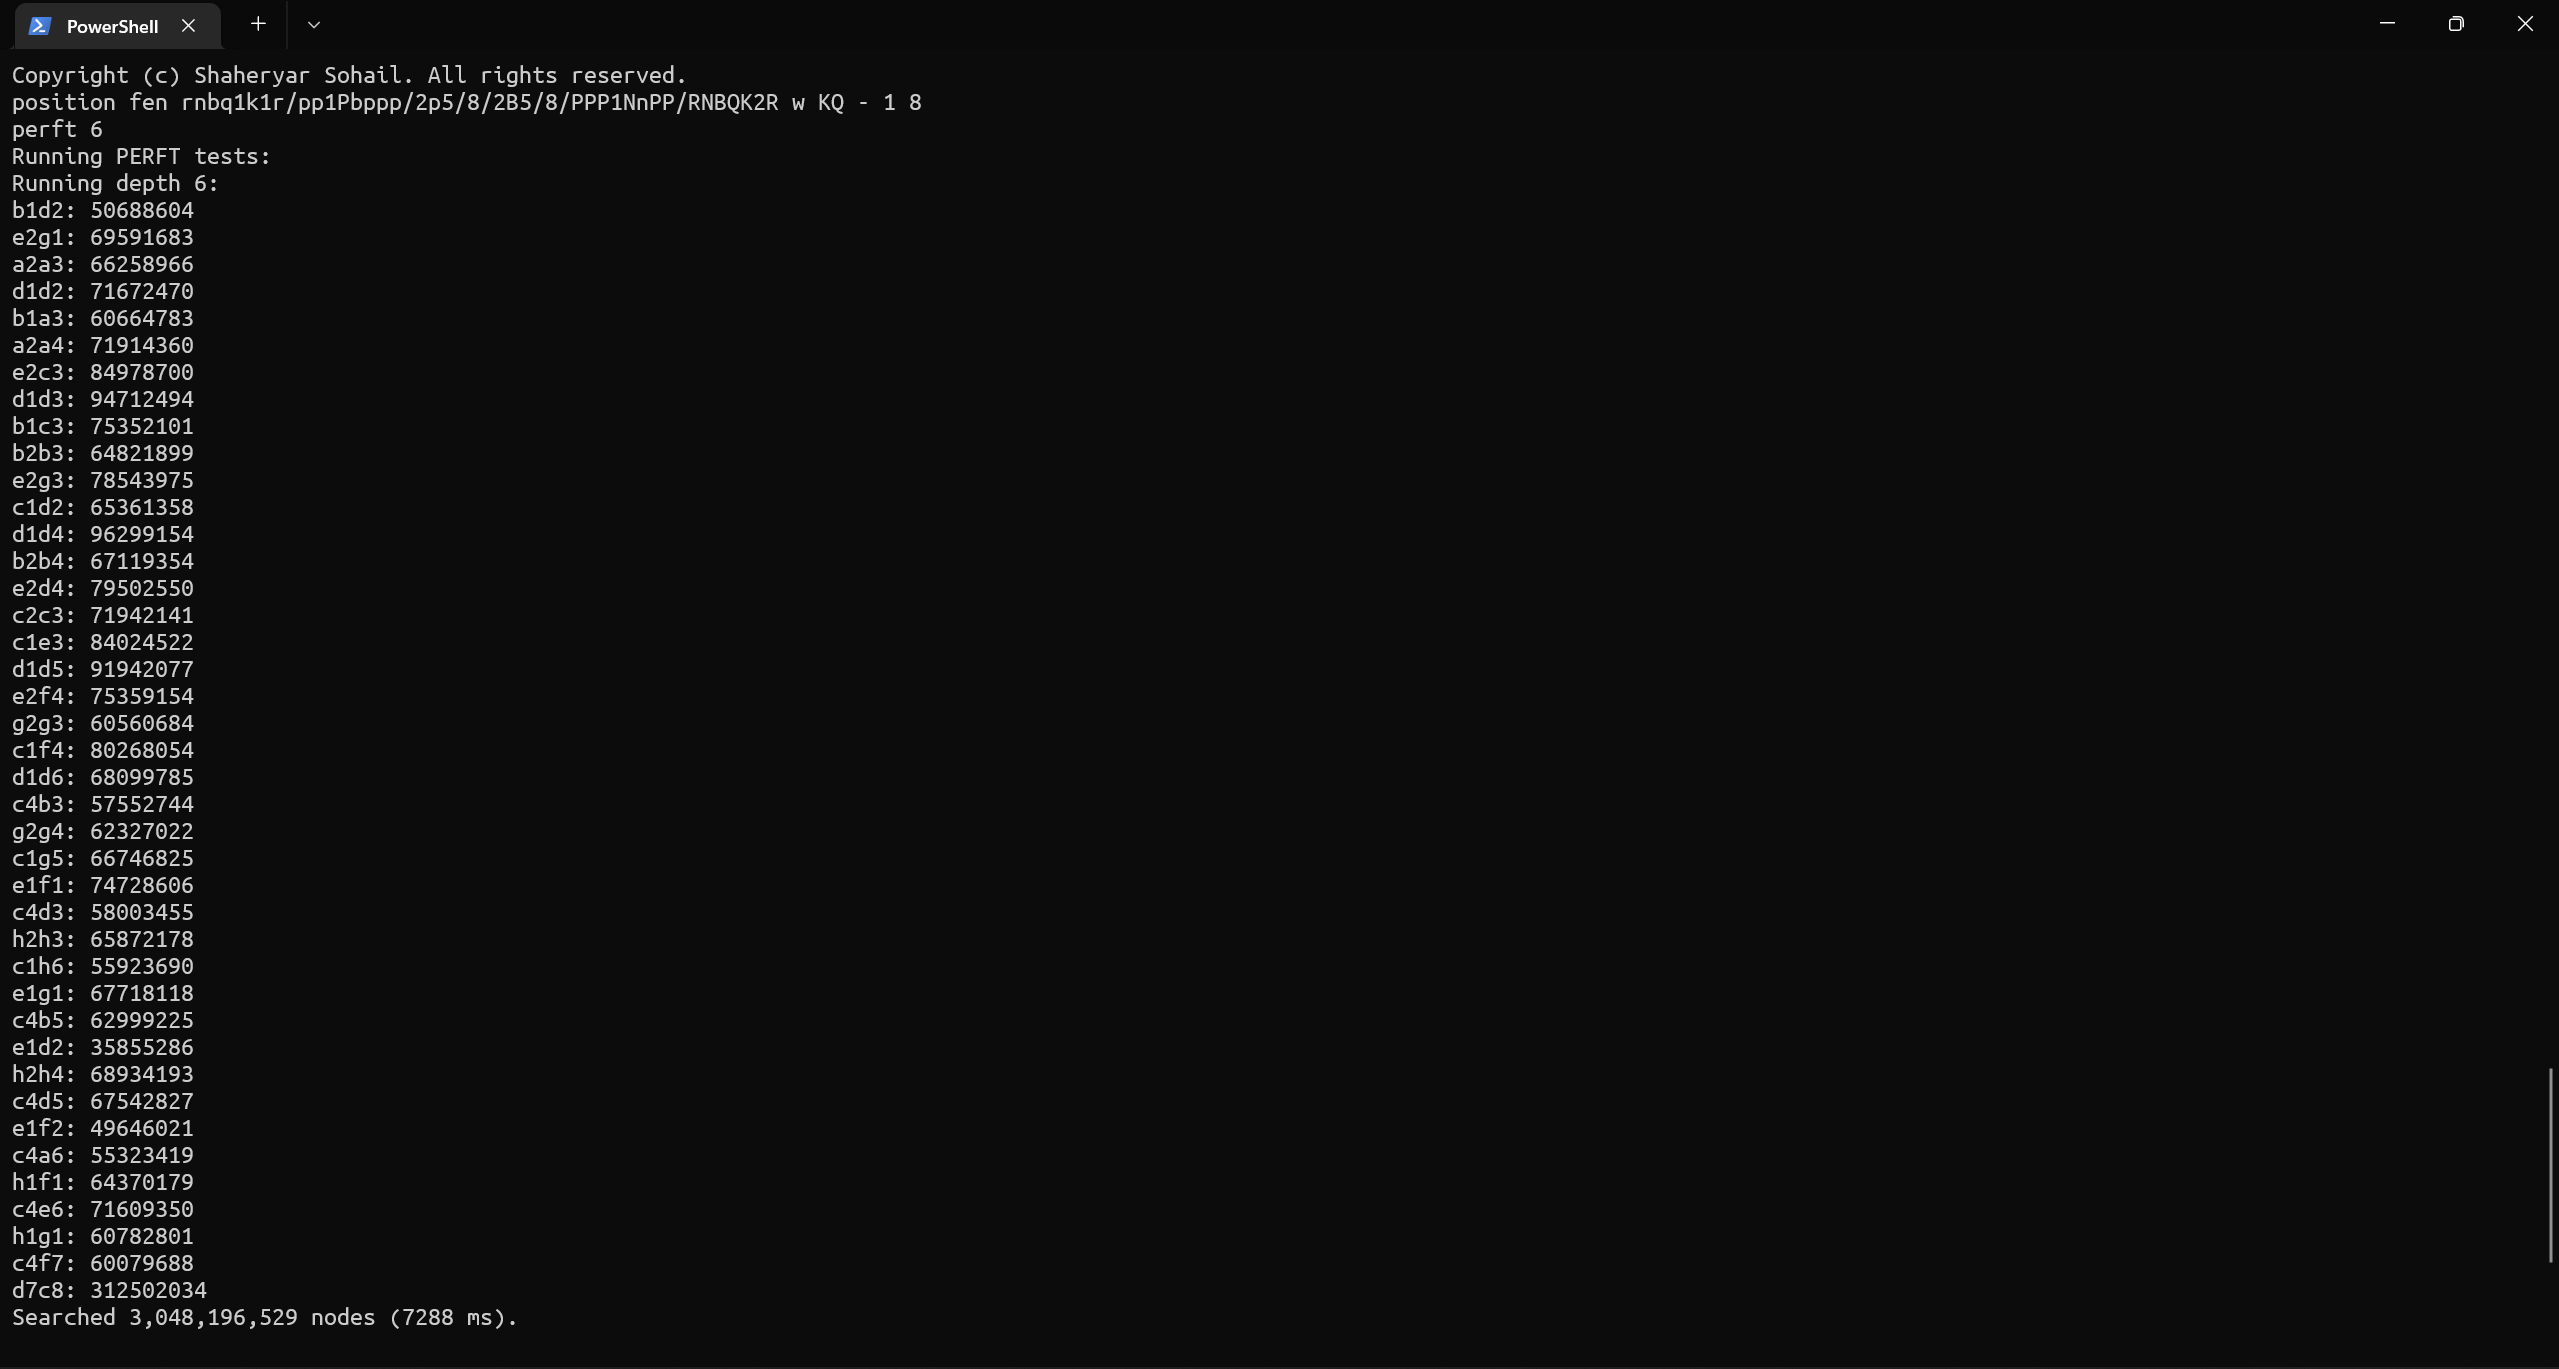 PowerShell
Copyright (c) Shaheryar Sohail. All rights reserved.
position fen rnbq1k1r/pp1Pbppp/2p5/8/2B5/8/PPP1NnPP/RNBQK2R w KQ - 1 8
perft 6
Running PERFT tests:
Running depth 6:
b1d2: 50688604
e2g1: 69591683
a2a3: 66258966
d1d2: 71672470
b1a3: 60664783
a2a4: 71914360
e2c3: 84978700
d1d3: 94712494
b1c3: 75352101
b2b3: 64821899
e2g3: 78543975
c1d2: 65361358
d1d4: 96299154
b2b4: 67119354
e2d4: 79502550
c2c3: 71942141
c1e3: 84024522
d1d5: 91942077
e2f4: 75359154
g2g3: 60560684
c1f4: 80268054
d1d6: 68099785
c4b3: 57552744
g2g4: 62327022
c1g5: 66746825
e1f1: 74728606
c4d3: 58003455
h2h3: 65872178
c1h6: 55923690
e1g1: 67718118
c4b5: 62999225
e1d2: 35855286
h2h4: 68934193
c4d5: 67542827
e1f2: 49646021
c4a6: 55323419
h1f1: 64370179
c4e6: 71609350
h1g1: 60782801
c4f7: 60079688
d7c8: 312502034
Searched 3,048,196,529 nodes (7288 ms).